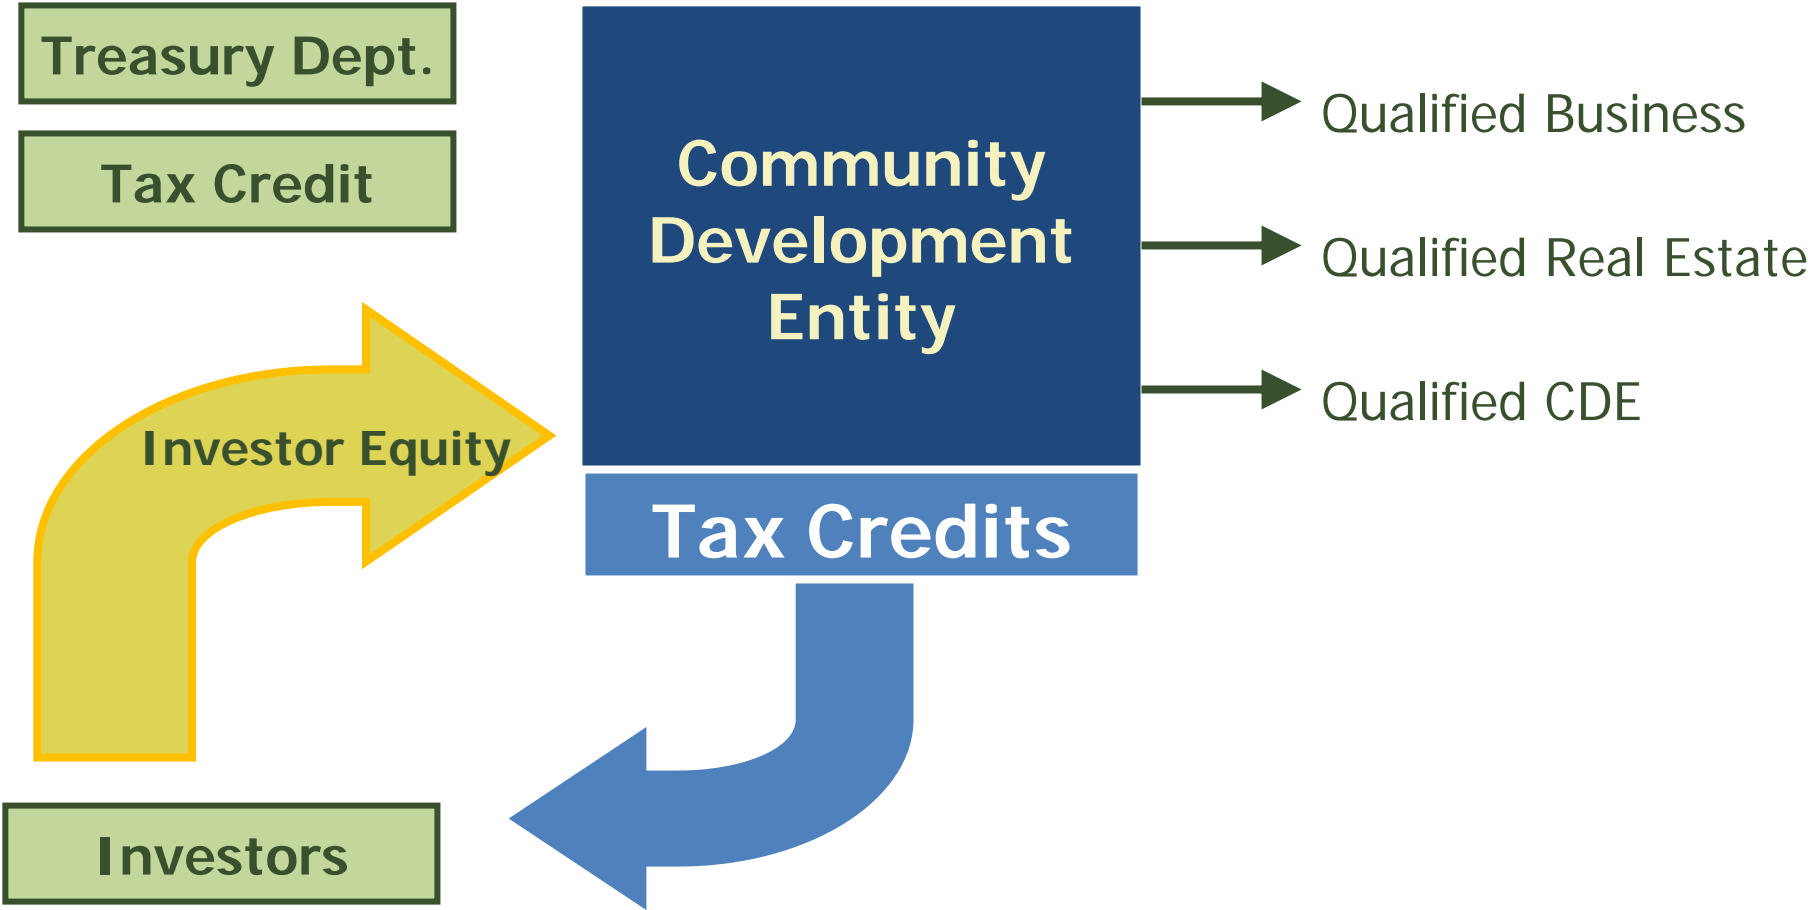 Treasury Dept.
Tax Credit
Community
Development
Entity
Qualified Business
Qualified Real Estate
Qualified CDE
Investor Equity
Tax Credits
Investors